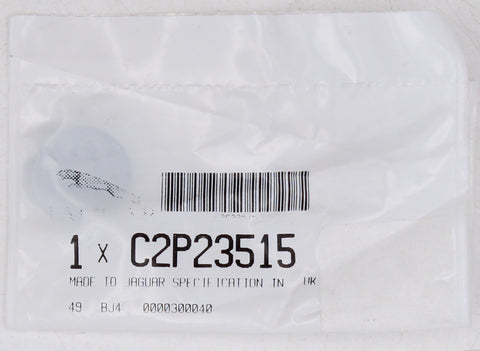 1 x C2P23515
MADE TO JAGUAR SPECIFICATION IN UK
49 BJ4 0000300040